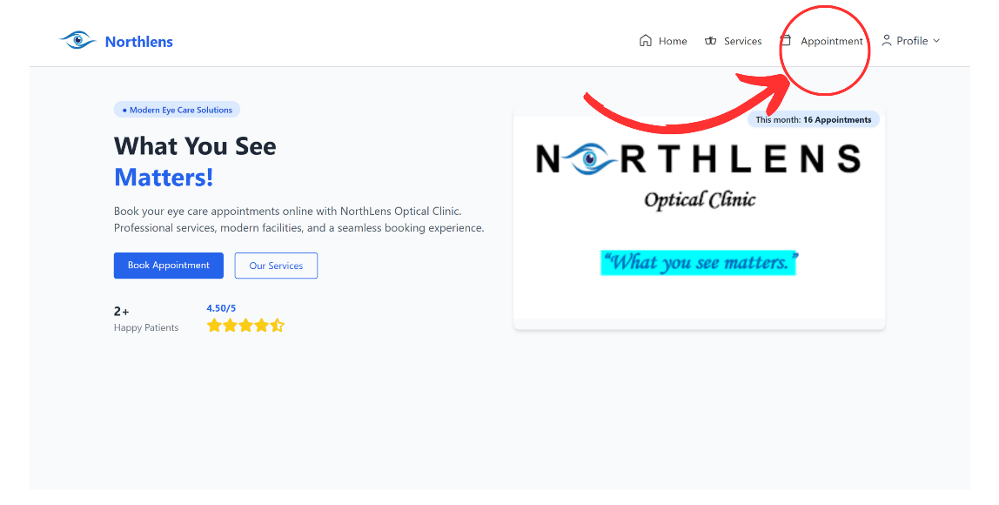 Northlens
Home
Services
Appointment
Profile
• Modern Eye Care Solutions
What You See
Matters!
Book your eye care appointments online with NorthLens Optical Clinic.
Professional services, modern facilities, and a seamless booking experience.
Book Appointment
Our Services
2+
Happy Patients
4.50/5
This month: 16 Appointments
NORTHLENS
Optical Clinic
“What you see matters.”